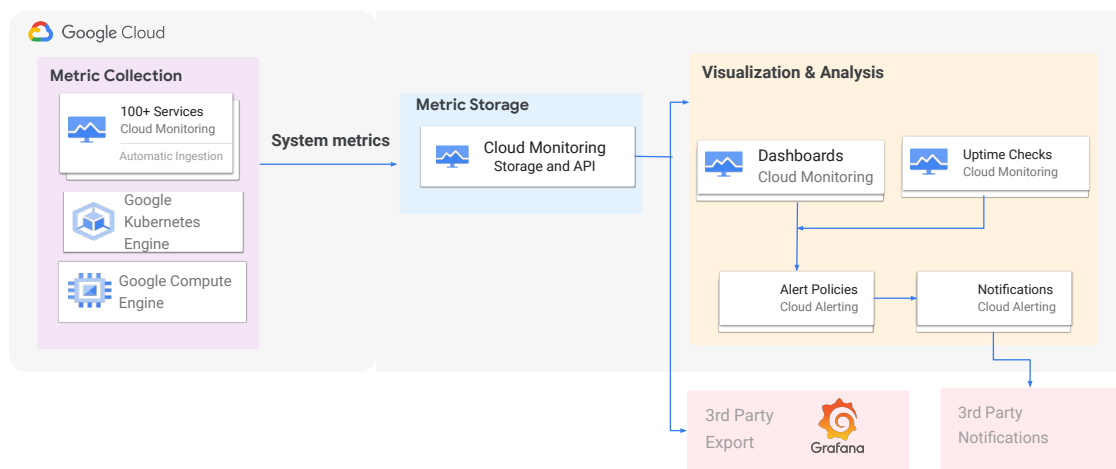 Google Cloud
Metric Collection
100+ Services
Cloud Monitoring
Automatic Ingestion
Google
Kubernetes
Engine
Google Compute
Engine
System metrics
Metric Storage
Cloud Monitoring
Storage and API
Visualization & Analysis
Dashboards
Cloud Monitoring
Uptime Checks
Cloud Monitoring
Alert Policies
Cloud Alerting
Notifications
Cloud Alerting
3rd Party
Export
Grafana
3rd Party
Notifications